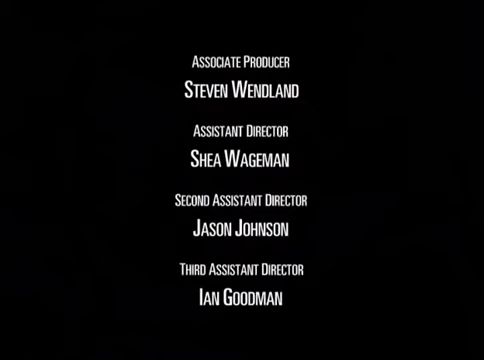 Associate Producer
Steven Wendland
Assistant Director
Shea Wageman
Second Assistant Director
Jason Johnson
Third Assistant Director
Ian Goodman